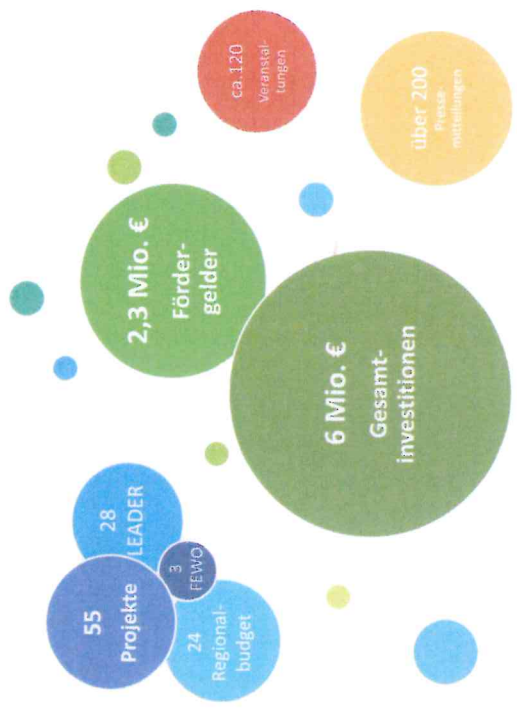 55
Projekte
28
LEADER
3
FEWO
24
Regional-
budget
2,3 Mio. €
Förder-
gelder
6 Mio. €
Gesamt-
investitionen
ca.120
Veranstal-
tungen
über 200
Presse-
mitteilungen